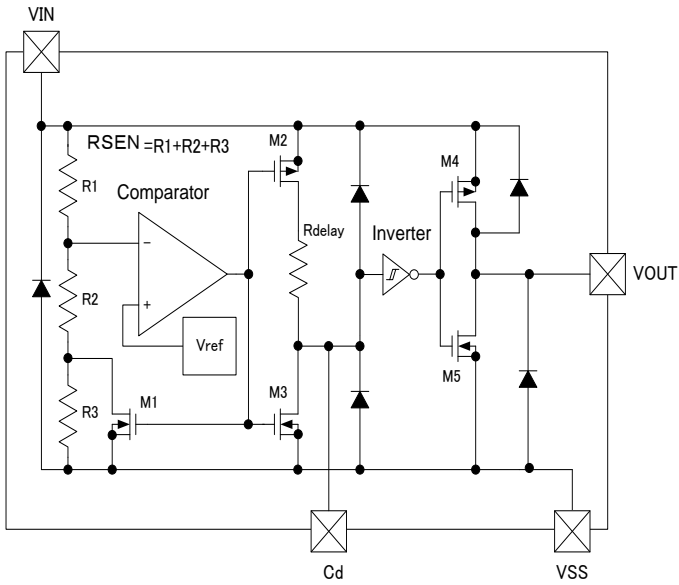 VIN
RSEN =R1+R2+R3
M2
M4
R1
Comparator
Rdelay
Inverter
−
VOUT
R2
+
Vref
M5
R3
M1
M3
Cd
VSS